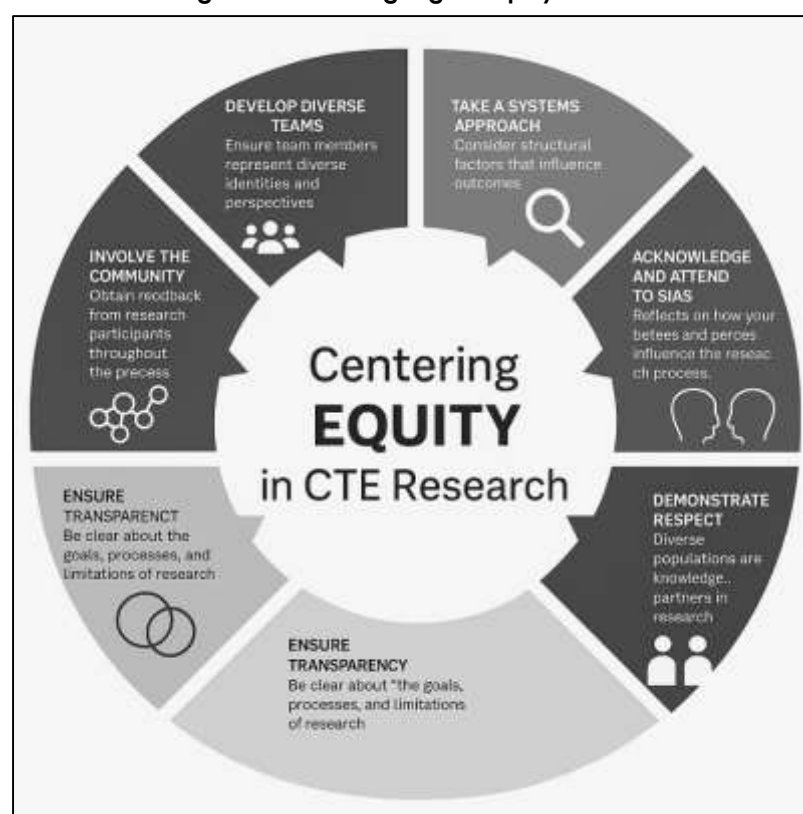 DEVELOP DIVERSE
TEAMS
Ensure team members
represent diverse
identities and
perspectives
TAKE A SYSTEMS
APPROACH
Consider structural
factors that influence
outcomes
ACKNOWLEDGE
AND ATTEND
TO SIAS
Reflects on how your
betees and perces
influence the reseac
ch process.
DEMONSTRATE
RESPECT
Diverse
populations are
knowledge..
partners in
research
ENSURE
TRANSPARENCY
Be clear about "the goals,
processes, and limitations
of research
ENSURE
TRANSPARENCT
Be clear about the
goals, processes, and
limitations of research
INVOLVE THE
COMMUNITY
Obtain reodback
from research
participants
throughout
the precess
Centering
EQUITY
in CTE Research